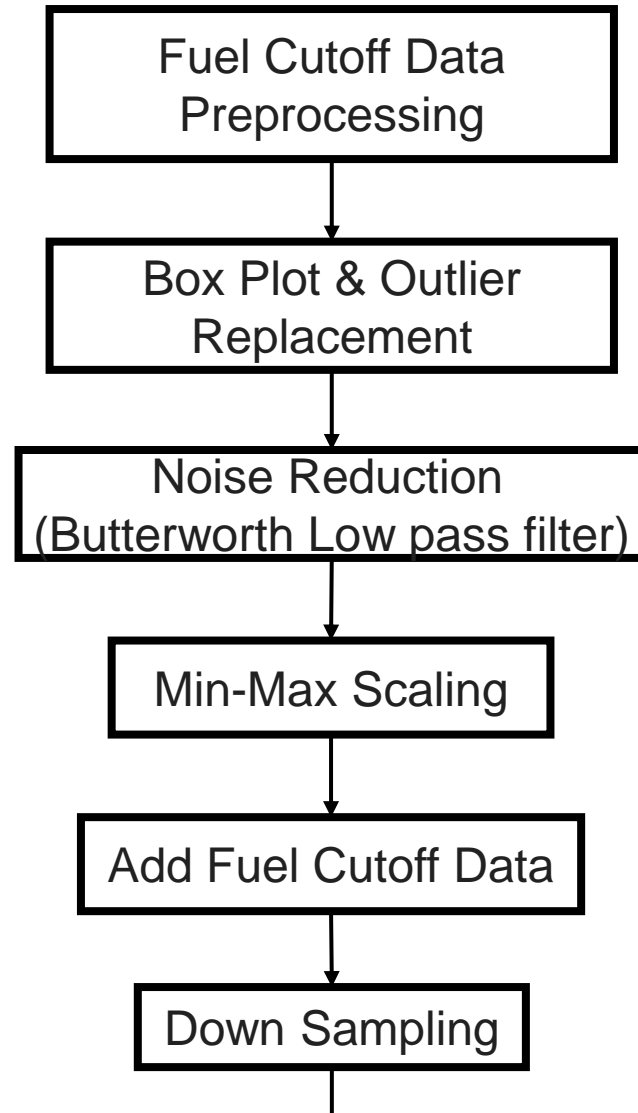 Fuel Cutoff Data
Preprocessing
Box Plot & Outlier
Replacement
Noise Reduction
(Butterworth Low pass filter)
Min-Max Scaling
Add Fuel Cutoff Data
Down Sampling